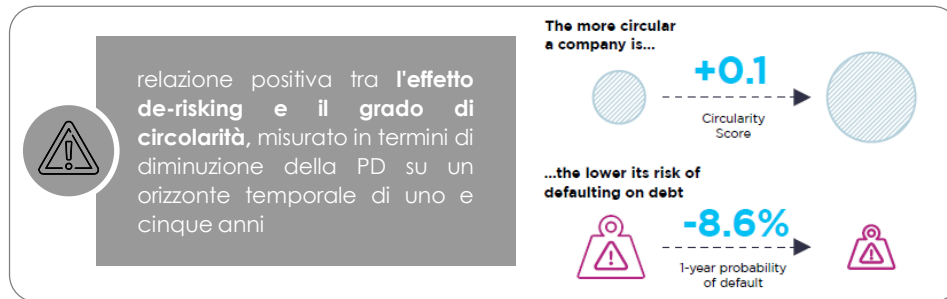 relazione positiva tra l'effetto
de-risking e il grado di
circolarità, misurato in termini di
diminuzione della PD su un
orizzonte temporale di uno e
cinque anni
The more circular
a company is...
+0.1
Circularity
Score
...the lower its risk of
defaulting on debt
-8.6%
1-year probability
of default